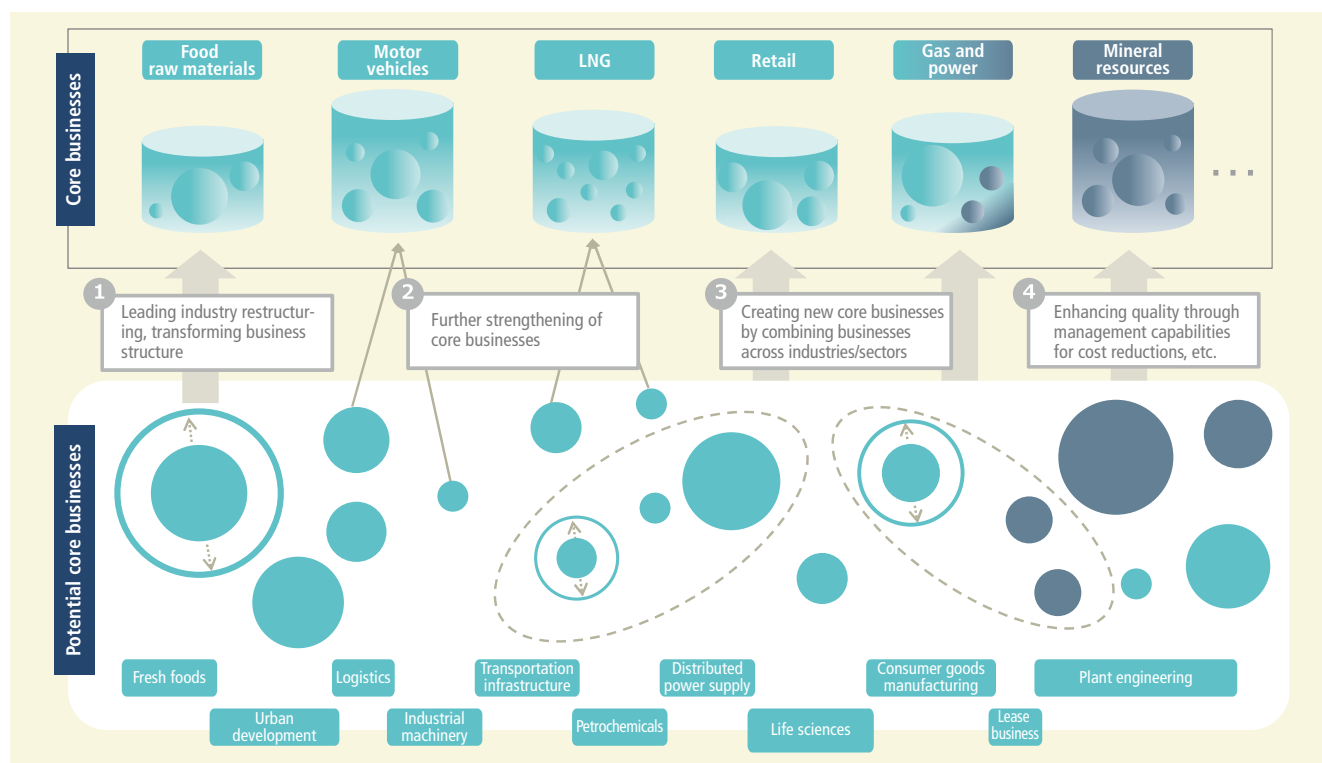 Core businesses
Food
raw materials
Motor
vehicles
LNG
Retail
Gas and
power
Mineral
resources
...
1
Leading industry restructur-
ing, transforming business
structure
2
Further strengthening of
core businesses
3
Creating new core businesses
by combining businesses
across industries/sectors
4
Enhancing quality through
management capabilities
for cost reductions, etc.
Potential core businesses
Fresh foods
Logistics
Transportation
infrastructure
Distributed
power supply
Consumer goods
manufacturing
Plant engineering
Urban
development
Industrial
machinery
Petrochemicals
Life sciences
Lease
business